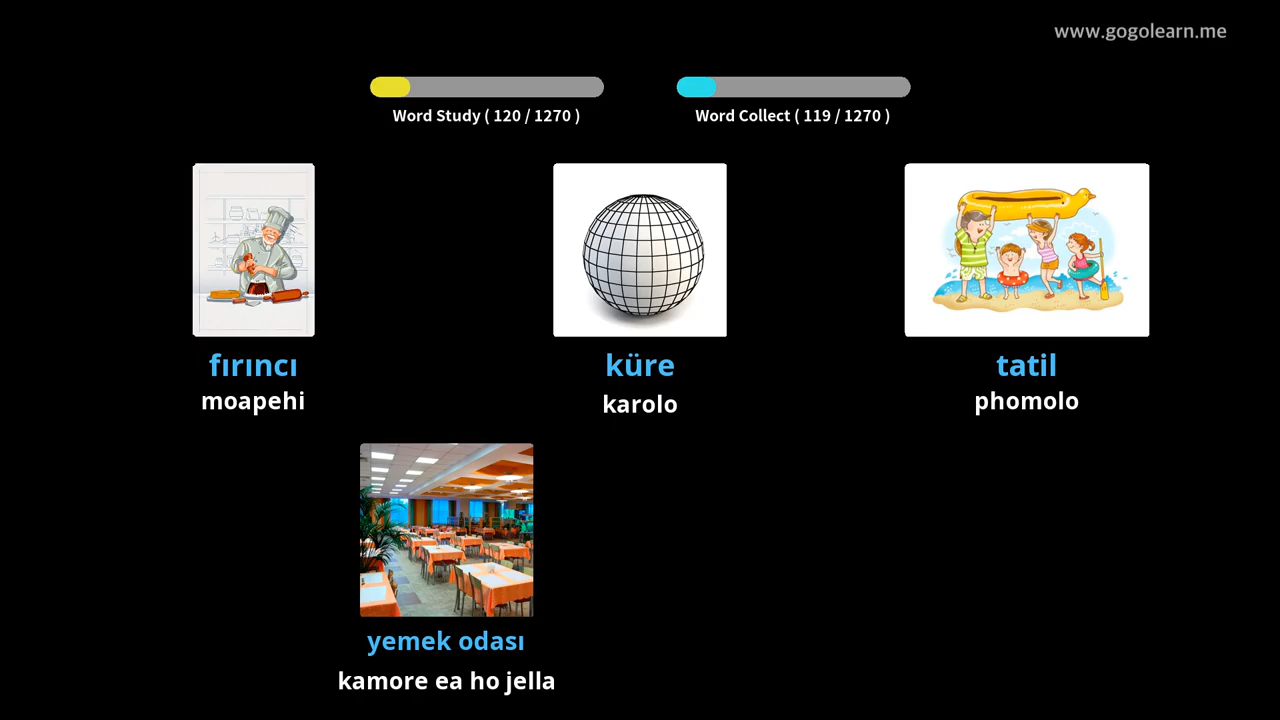 www.gogolearn.me
Word Study ( 120 / 1270 )
Word Collect ( 119 / 1270 )
fırıncı
moapehi
küre
karolo
tatil
phomolo
yemek odası
kamore ea ho jella